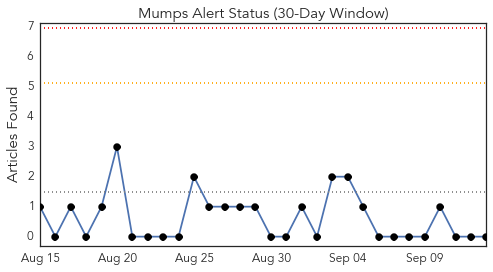 Mumps Alert Status (30-Day Window)
Articles Found
7
6
5
4
3
2
1
0
Aug 15
Aug 20
Aug 25
Aug 30
Sep 04
Sep 09